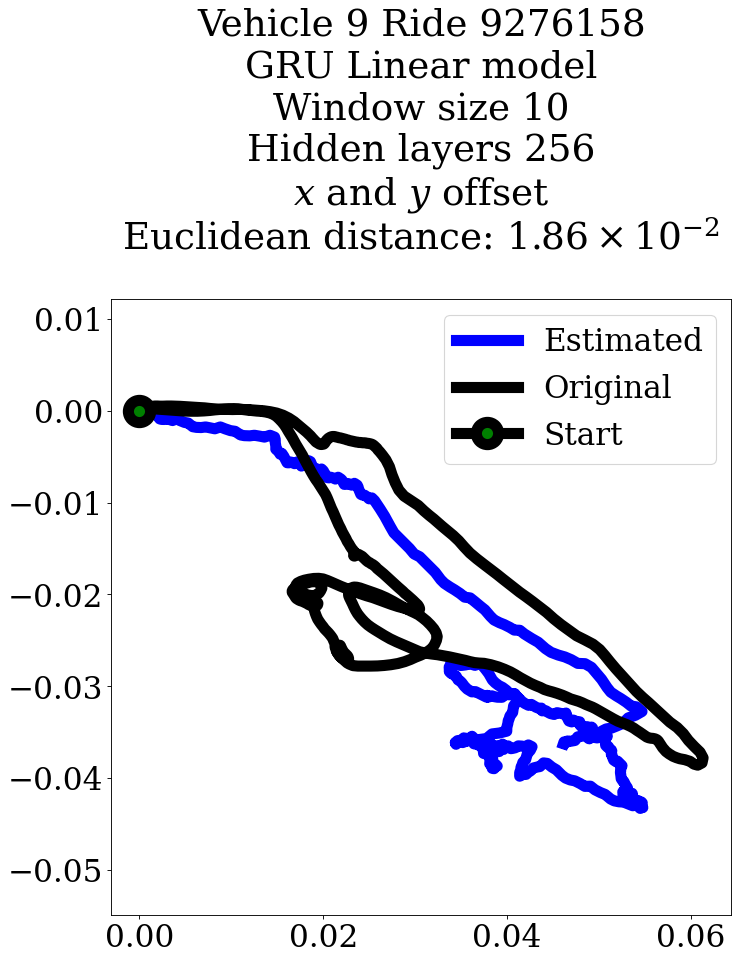 Vehicle 9 Ride 9276158
GRU Linear model
Window size 10
Hidden layers 256
x and y offset
Euclidean distance: 1.86 × 10⁻²
Estimated
Original
Start
0.01
0.00
−0.01
−0.02
−0.03
−0.04
−0.05
0.00 0.02 0.04 0.06